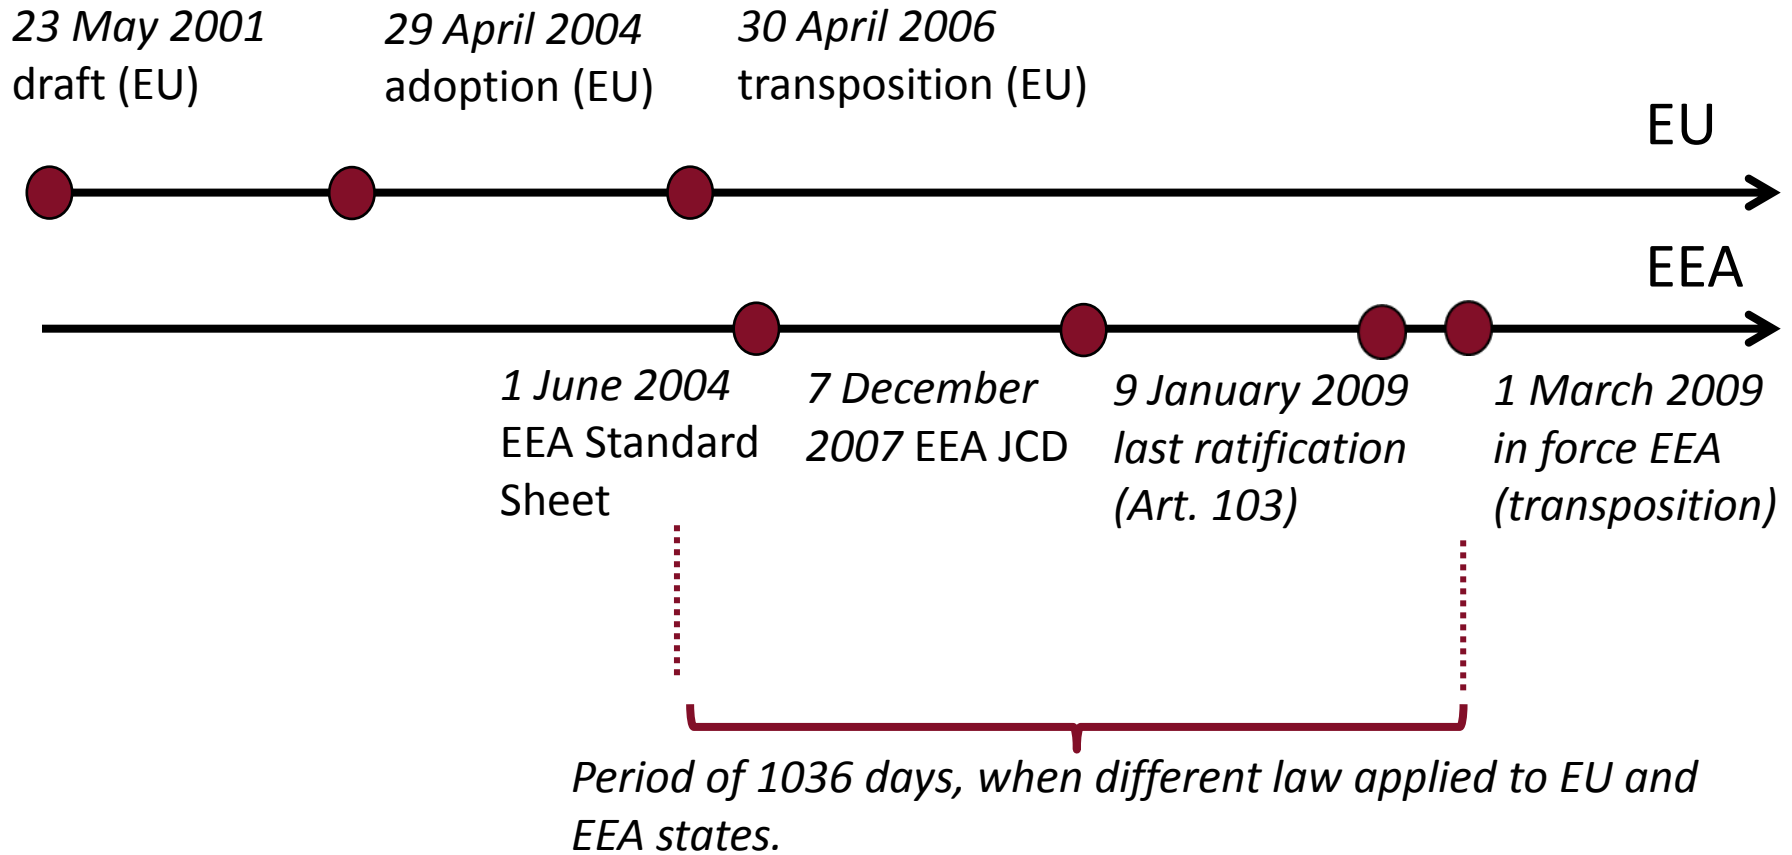 23 May 2001
draft (EU)
29 April 2004
adoption (EU)
30 April 2006
transposition (EU)
EU
EEA
1 June 2004
EEA Standard
Sheet
7 December
2007 EEA JCD
9 January 2009
last ratification
(Art. 103)
1 March 2009
in force EEA
(transposition)
Period of 1036 days, when different law applied to EU and
EEA states.